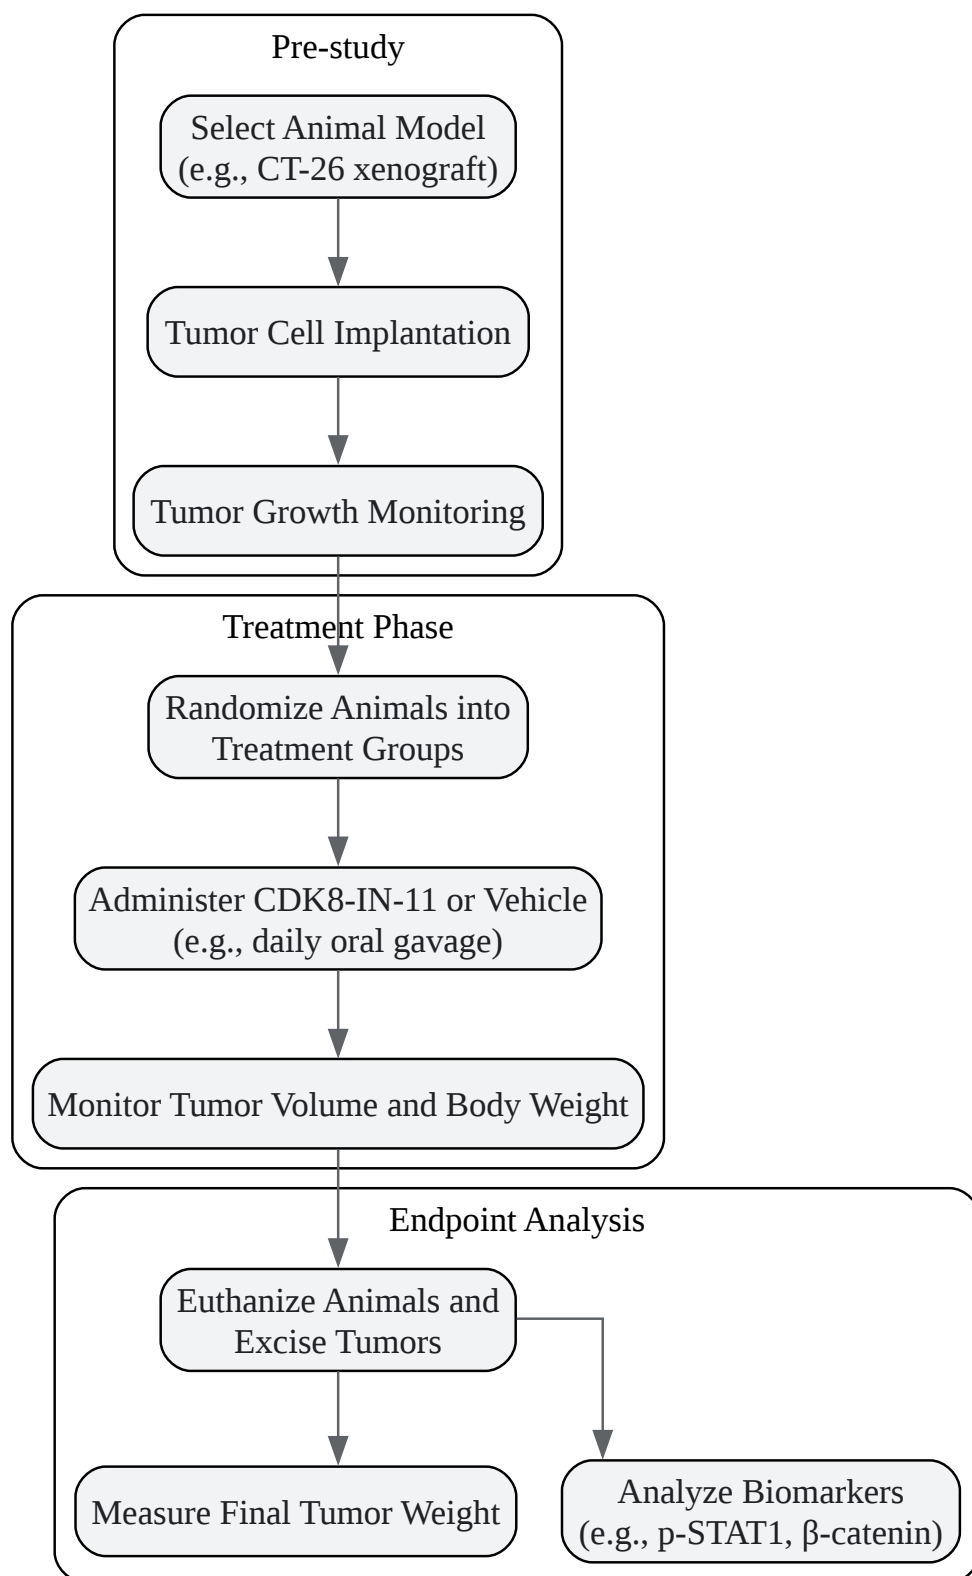 Pre-study
Select Animal Model
(e.g., CT-26 xenograft)
Tumor Cell Implantation
Tumor Growth Monitoring
Treatment Phase
Randomize Animals into
Treatment Groups
Administer CDK8-IN-11 or Vehicle
(e.g., daily oral gavage)
Monitor Tumor Volume and Body Weight
Endpoint Analysis
Euthanize Animals and
Excise Tumors
Measure Final Tumor Weight
Analyze Biomarkers
(e.g., p-STAT1, β-catenin)